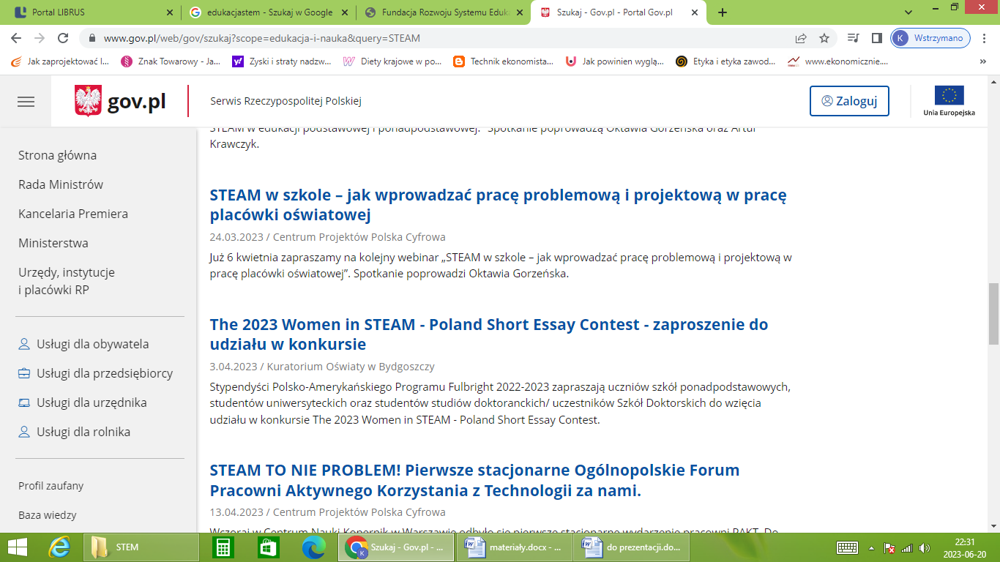 Portal LIBRUS
edukacjastem - Szukaj w Google
Fundacja Rozwoju Systemu Eduk
Szukaj - Gov.pl - Portal Gov.pl
www.gov.pl/web/gov/szukaj?scope=edukacja-i-nauka&query=STEAM
K Wstrzymano
Jak zaprojektować l...
Znak Towarowy - Ja...
Zyski i straty nadzw...
Diety krajowe w po...
Technik ekonomista...
Jak powinien wyglą...
Etyka i etyka zawod...
www.ekonomicznie....
gov.pl
Serwis Rzeczypospolitej Polskiej
Zaloguj
Unia Europejska
Strona główna
Rada Ministrów
Kancelaria Premiera
Ministerstwa
Urzędy, instytucje
i placówki RP
Usługi dla obywatela
Usługi dla przedsiębiorcy
Usługi dla urzędnika
Usługi dla rolnika
Profil zaufany
Baza wiedzy
STEAM w edukacji podstawowej i ponadpodstawowej." Spotkanie poprowadzą Oktawia Gorzeńska oraz Artur
Krawczyk.
STEAM w szkole – jak wprowadzać pracę problemową i projektową w pracę
placówki oświatowej
24.03.2023 / Centrum Projektów Polska Cyfrowa
Już 6 kwietnia zapraszamy na kolejny webinar „STEAM w szkole – jak wprowadzać pracę problemową i projektową w
pracę placówki oświatowej”. Spotkanie poprowadzi Oktawia Gorzeńska.
The 2023 Women in STEAM - Poland Short Essay Contest - zaproszenie do
udziału w konkursie
3.04.2023 / Kuratorium Oświaty w Bydgoszczy
Stypendyści Polsko-Amerykańskiego Programu Fulbright 2022-2023 zapraszają uczniów szkół ponadpodstawowych,
studentów uniwersyteckich oraz studentów studiów doktoranckich/ uczestników Szkół Doktorskich do wzięcia
udziału w konkursie The 2023 Women in STEAM - Poland Short Essay Contest.
STEAM TO NIE PROBLEM! Pierwsze stacjonarne Ogólnopolskie Forum
Pracowni Aktywnego Korzystania z Technologii za nami.
13.04.2023 / Centrum Projektów Polska Cyfrowa
Wczoraj w Centrum Nauki Kopernik w Warszawie odbyło się pierwsze stacjonarne wydarzenie pracowni PAKT. Do
STEM
Szukaj - Gov.pl - ...
materiały.docx - ...
do prezentacji.do...
22:31
2023-06-20